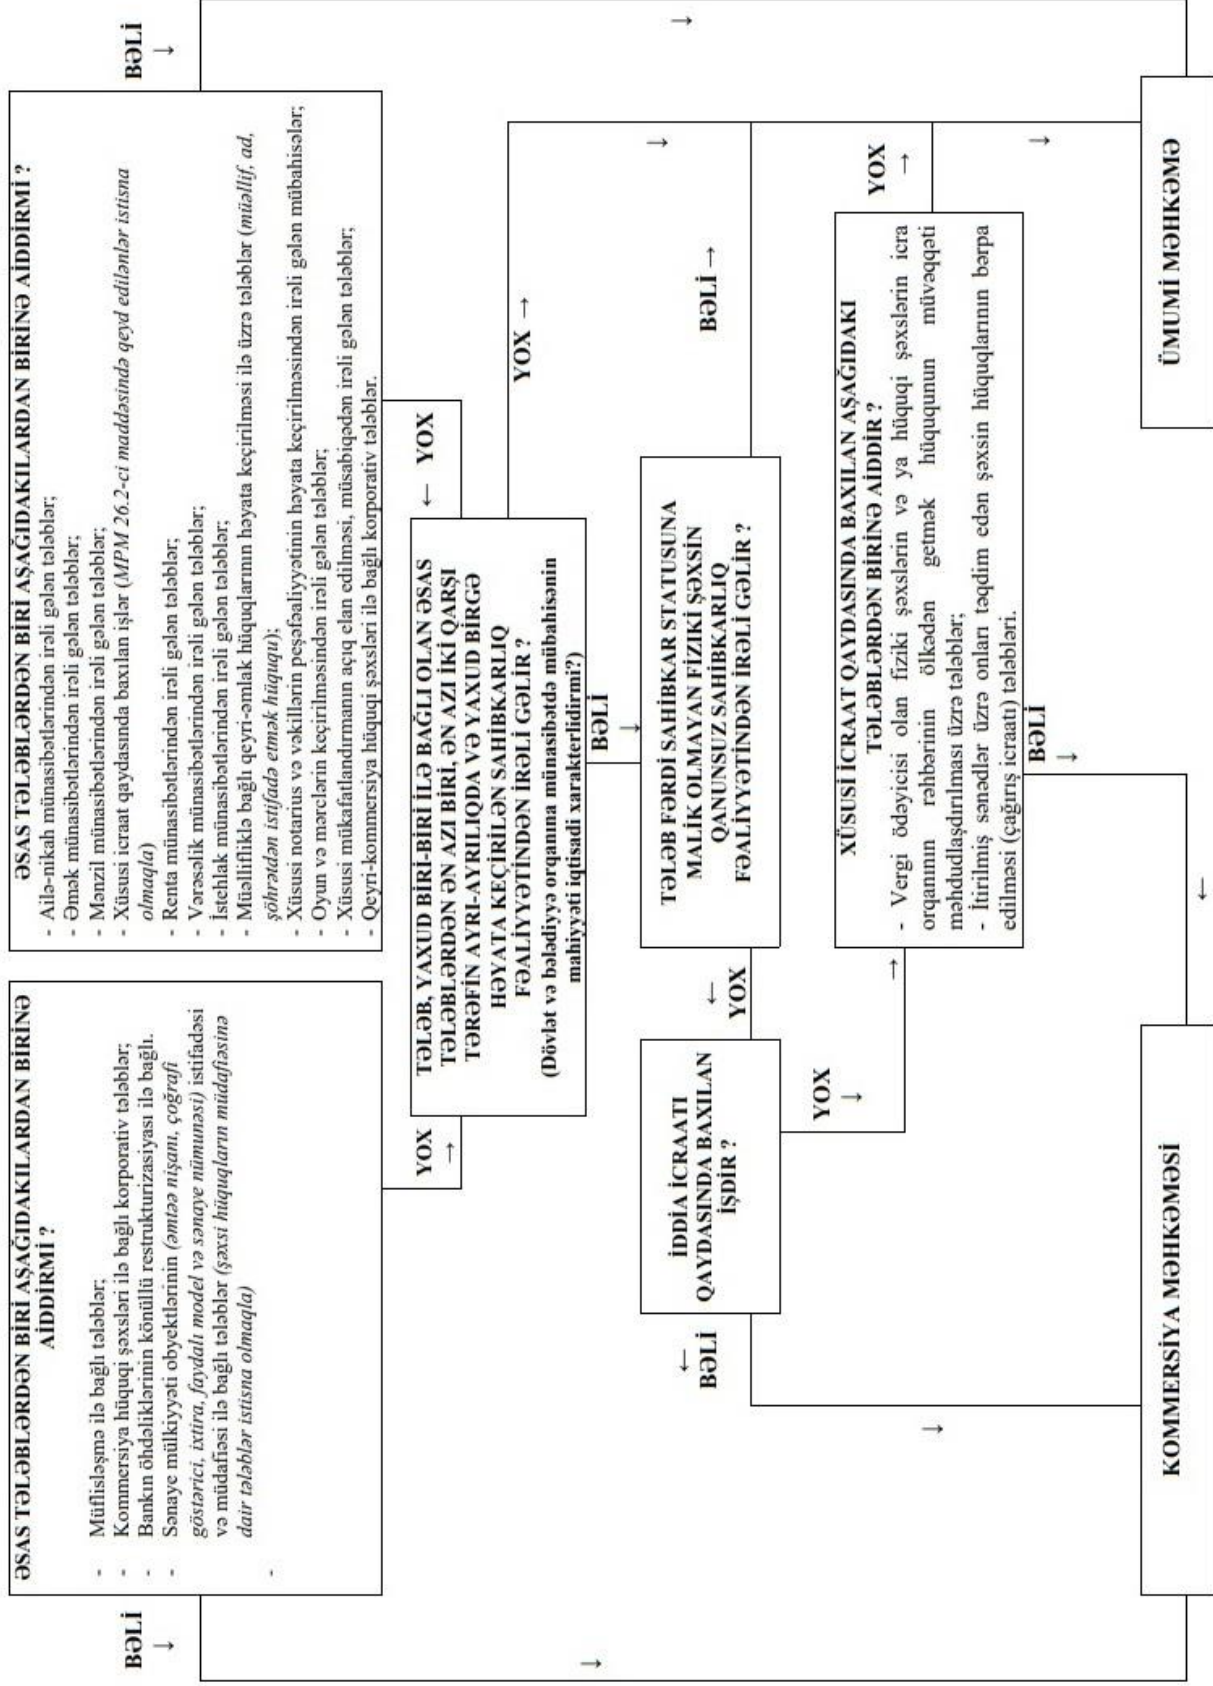 ƏSAS TƏLƏBLƏRDƏN BİRİ AŞAĞIDAKILARDAN BİRİNƏ
AİDDİRMİ ?
- Müflisləşmə ilə bağlı tələblər;
- Kommersiya hüquqi şəxsləri ilə bağlı korporativ tələblər;
- Bankın öhdəliklərinin könüllü restrukturizasiyası ilə bağlı.
- Sənaye mülkiyyəti obyektlərinin (əmtəə nişanı, çoğrafi
göstərici, ixtira, faydalı model və sənaye nümunəsi) istifadəsi
və müdafiəsi ilə bağlı tələblər (şəxsi hüquqların müdafiəsinə
dair tələblər istisna olmaqla)
-
BƏLİ
↓
ƏSAS TƏLƏBLƏRDƏN BİRİ AŞAĞIDAKILARDAN BİRİNƏ AİDDİRMİ ?
- Ailə-nikah münasibətlərindən irəli gələn tələblər;
- Əmək münasibətlərindən irəli gələn tələblər;
- Mənzil münasibətlərindən irəli gələn tələblər;
- Xüsusi icraat qaydasında baxılan işlər (MPM 26.2-ci maddəsində qeyd edilənlər istisna
olmaqla)
- Renta münasibətlərindən irəli gələn tələblər;
- Vərəsəlik münasibətlərindən irəli gələn tələblər;
- İstehlak münasibətlərindən irəli gələn tələblər;
- Müəlliflikləbağlı qeyri-əmlak hüquqlarının həyata keçirilməsi ilə üzrə tələblər (müəllif, ad,
şöhrətdən istifadə etmək hüququ);
- Xüsusi notarius və vəkillərin peşəfəaliyyətinin həyata keçirilməsindən irəli gələn mübahisələr;
- Oyun və mərclərin keçirilməsindən irəli gələn tələblər;
- Xüsusi mükafatlandırmanın açıq elan edilməsi, müsabiqədən irəli gələn tələblər;
- Qeyri-kommersiya hüquqi şəxsləri ilə bağlı korporativ tələblər.
BƏLİ
↓
YOX
→
← YOX
TƏLƏB, YAXUD BİRİ-BİRİ İLƏ BAĞLI OLAN ƏSAS
TƏLƏBLƏRDƏN ƏN AZI BİRİ, ƏN AZI İKİ QARŞI
TƏRƏFİN AYRI-AYRILIQDA VƏ YAXUD BİRGƏ
HƏYATA KEÇİRİLƏN SAHİBKARLIQ
FƏALİYYƏTİNDƏN İRƏLİ GƏLİR ?
(Dövlət və bələdiyyə orqanına münasibətdə mübahisənin
mahiyyəti iqtisadi xarakterlidirmi?)
YOX →
BƏLİ
↓
↓
↓
↓
TƏLƏB FƏRDİ SAHİBKAR STATUSUNA
MALİK OLMAYAN FİZİKİ ŞƏXSİN
QANUNSUZ SAHİBKARLIQ
FƏALİYYƏTİNDƏN İRƏLİ GƏLİR ?
BƏLİ →
←
YOX
İDDİA İCRAATI
QAYDASINDA BAXILAN
İŞDİR ?
←
BƏLİ
YOX
↓
→
XÜSUSİ İCRAAT QAYDASINDA BAXILAN AŞAĞIDAKI
TƏLƏBLƏRDƏN BİRİNƏ AİDDİR ?
- Vergi ödəyicisi olan fiziki şəxslərin və ya hüquqi şəxslərin icra
orqanının rəhbərinin ölkədən getmək hüququnun müvəqqəti
məhdudlaşdırılması üzrə tələblər;
- İtirilmiş sənədlər üzrə onları təqdim edən şəxsin hüquqlarının bərpa
edilməsi (çağırış icraatı) tələbləri.
YOX
→
↓
BƏLİ
↓
↓
←
KOMMERSİYA MƏHKƏMƏSİ
ÜMUMİ MƏHKƏMƏ